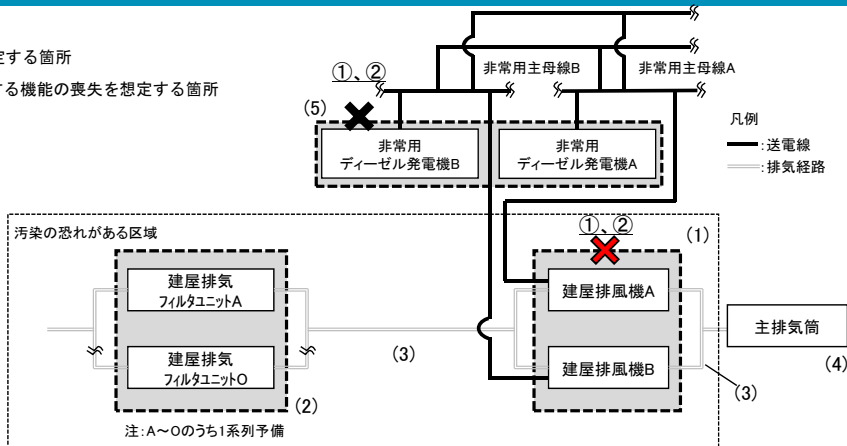 定する箇所
する機能の喪失を想定する箇所
①、②
非常用主母線B
非常用主母線A
(5)
非常用
ディーゼル発電機B
非常用
ディーゼル発電機A
凡例
:送電線
:排気経路
汚染の恐れがある区域
①、②
(1)
建屋排気
フィルタユニットA
建屋排風機A
主排気筒
(3)
(4)
建屋排気
フィルタユニットO
建屋排風機B
(3)
(2)
注:A~Oのうち1系列予備